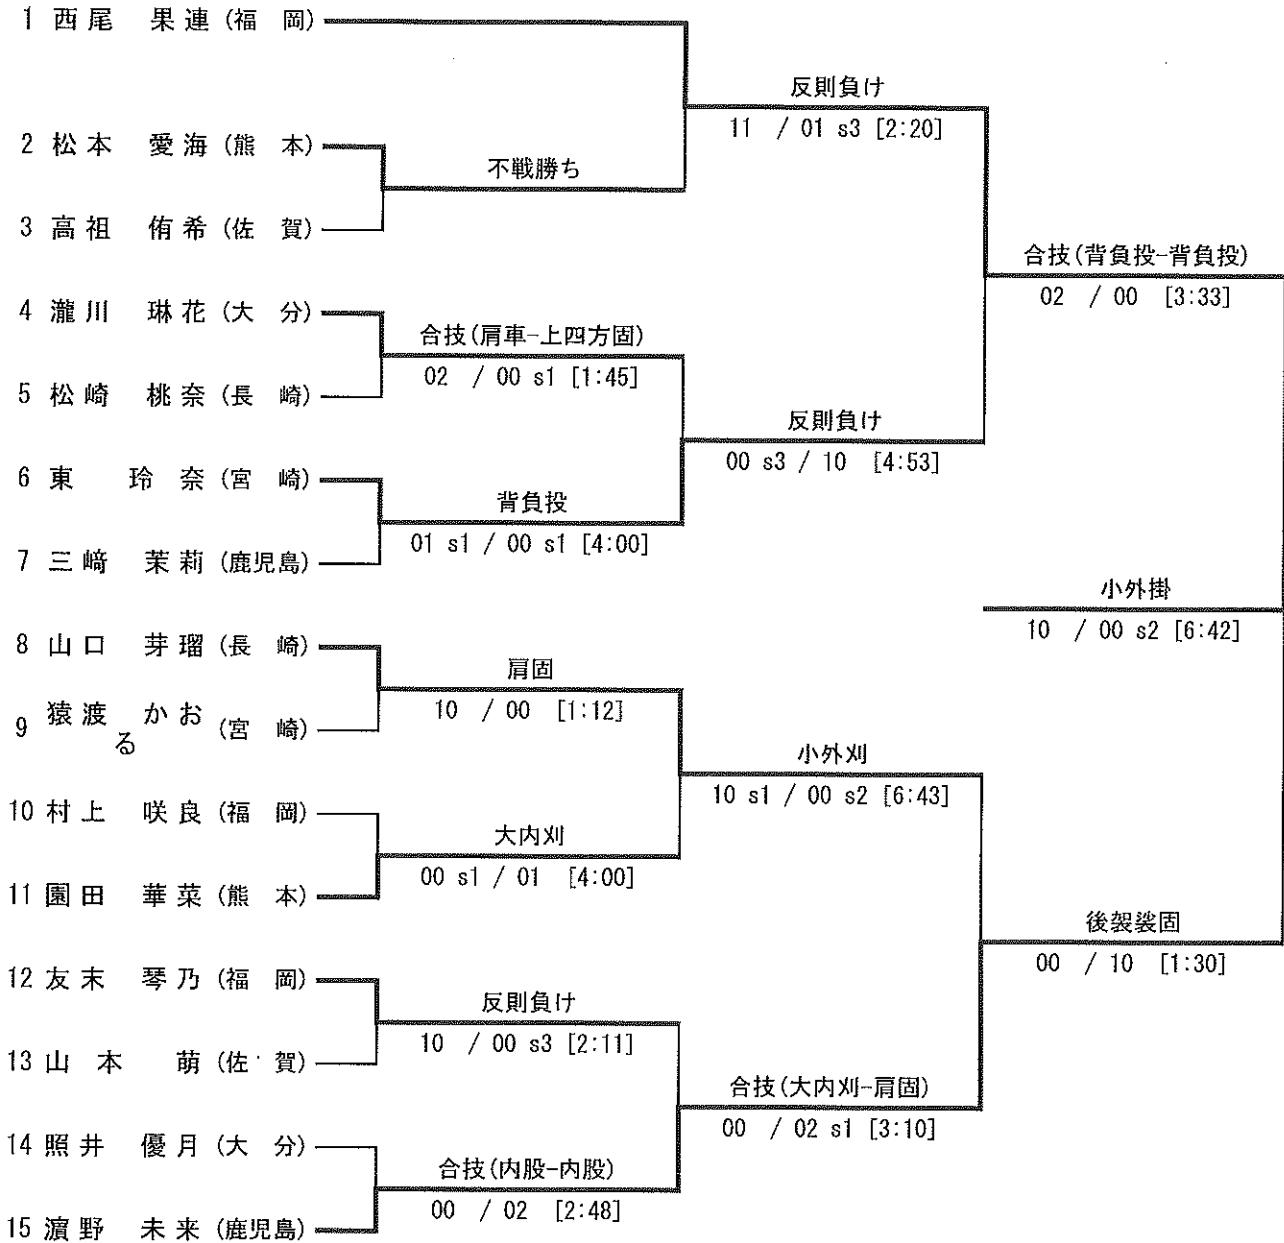 1 西尾 果連 (福 岡)
反則負け
11 / 01 s3 [2:20]
2 松本 愛海 (熊 本)
不戦勝ち
3 高祖 侑希 (佐 賀)
合技(背負投-背負投)
02 / 00 [3:33]
4 瀧川 琳花 (大 分)
合技(肩車-上四方固)
02 / 00 s1 [1:45]
5 松崎 桃奈 (長 崎)
反則負け
00 s3 / 10 [4:53]
6 東 玲奈 (宮 崎)
背負投
01 s1 / 00 s1 [4:00]
7 三﨑 茉莉 (鹿児島)
小外掛
10 / 00 s2 [6:42]
8 山口 芽瑠 (長 崎)
肩固
10 / 00 [1:12]
9 猿渡 かおる (宮 崎)
小外刈
10 s1 / 00 s2 [6:43]
10 村上 咲良 (福 岡)
大内刈
00 s1 / 01 [4:00]
11 園田 華菜 (熊 本)
後袈裟固
00 / 10 [1:30]
12 友末 琴乃 (福 岡)
反則負け
10 / 00 s3 [2:11]
13 山本 萌 (佐 賀)
合技(大内刈-肩固)
00 / 02 s1 [3:10]
14 照井 優月 (大 分)
合技(内股-内股)
00 / 02 [2:48]
15 濵野 未来 (鹿児島)